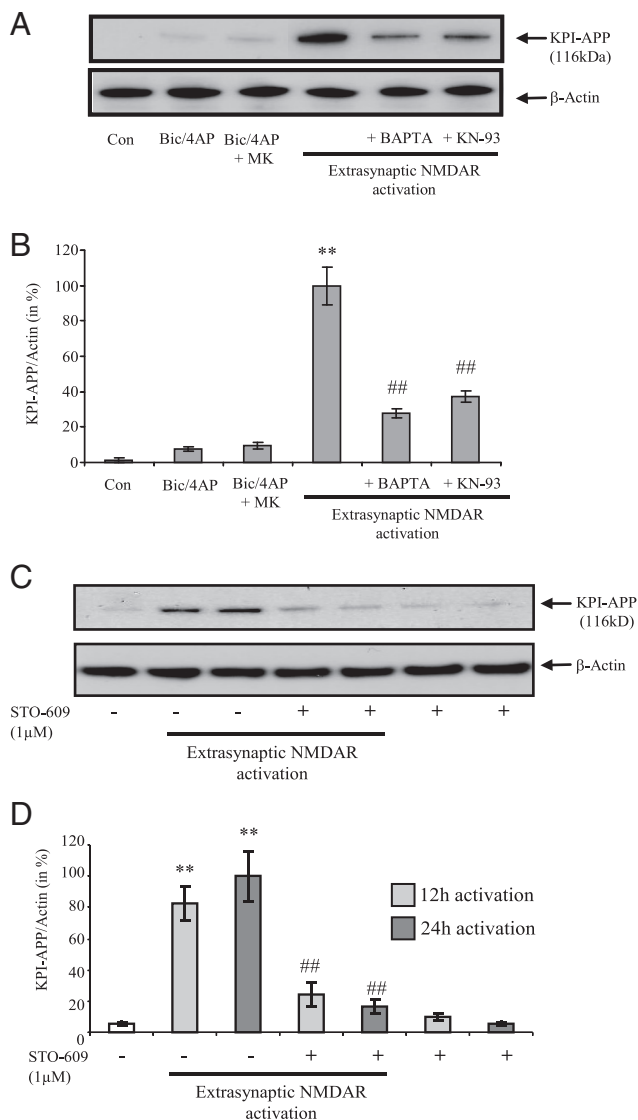 A
KPI-APP
(116kDa)
β-Actin
Con
Bic/4AP
Bic/4AP
+ MK
+ BAPTA
+ KN-93
Extrasynaptic NMDAR
activation
B
KPI-APP/Actin (in %)
120
100
80
60
40
20
0
**
##
##
Con
Bic/4AP
Bic/4AP
+ MK
+ BAPTA
+ KN-93
Extrasynaptic NMDAR
activation
C
KPI-APP
(116kD)
β-Actin
STO-609
(1µM)
- - - + + + +
Extrasynaptic NMDAR
activation
D
KPI-APP/Actin (in %)
120
100
80
60
40
20
0
**
**
##
##
12h activation
24h activation
STO-609
(1µM)
- - - + + + +
Extrasynaptic NMDAR
activation